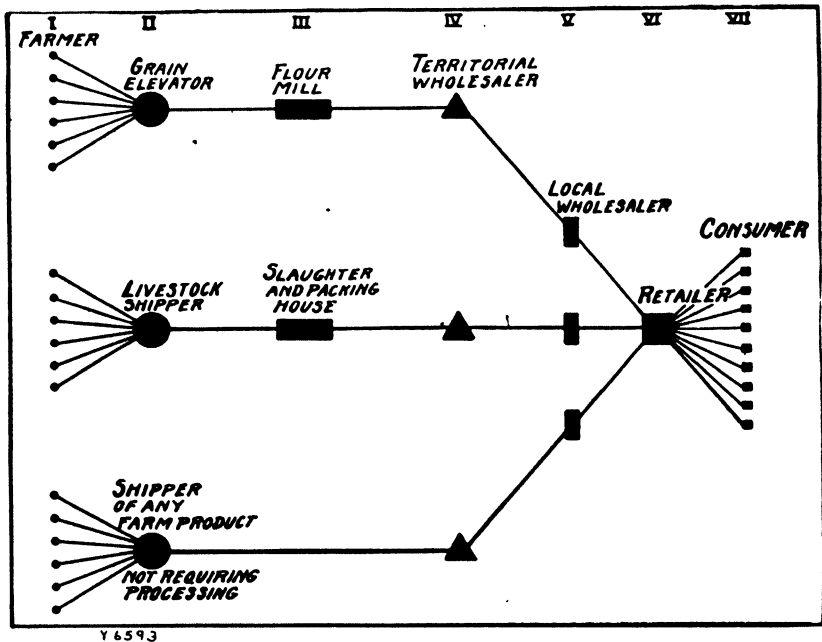 I II III IV V VI VII
FARMER
GRAIN
ELEVATOR
FLOUR
MILL
TERRITORIAL
WHOLESALER
LOCAL
WHOLESALER
CONSUMER
LIVESTOCK
SHIPPER
SLAUGHTER
AND PACKING
HOUSE
RETAILER
SHIPPER
OF ANY
FARM PRODUCT
NOT REQUIRING
PROCESSING
Y 6593